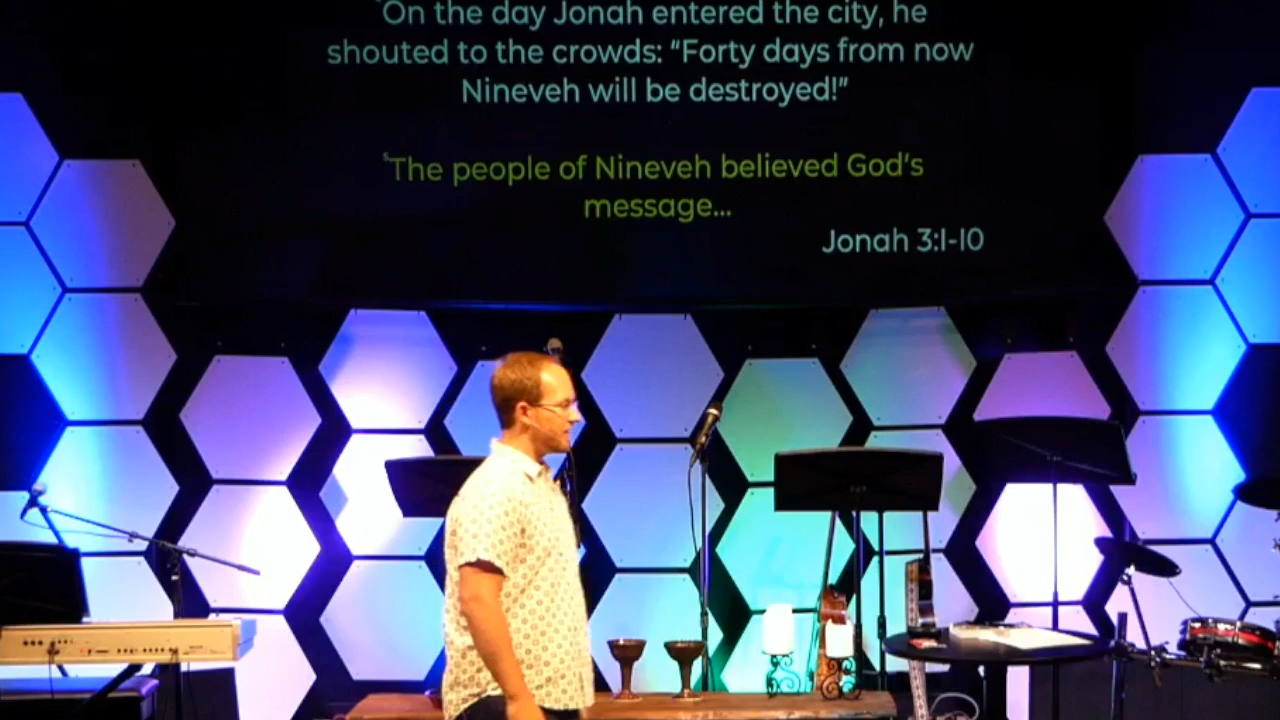 "On the day Jonah entered the city, he
shouted to the crowds: “Forty days from now
Nineveh will be destroyed!”
5The people of Nineveh believed God's
message...
Jonah 3:1-10